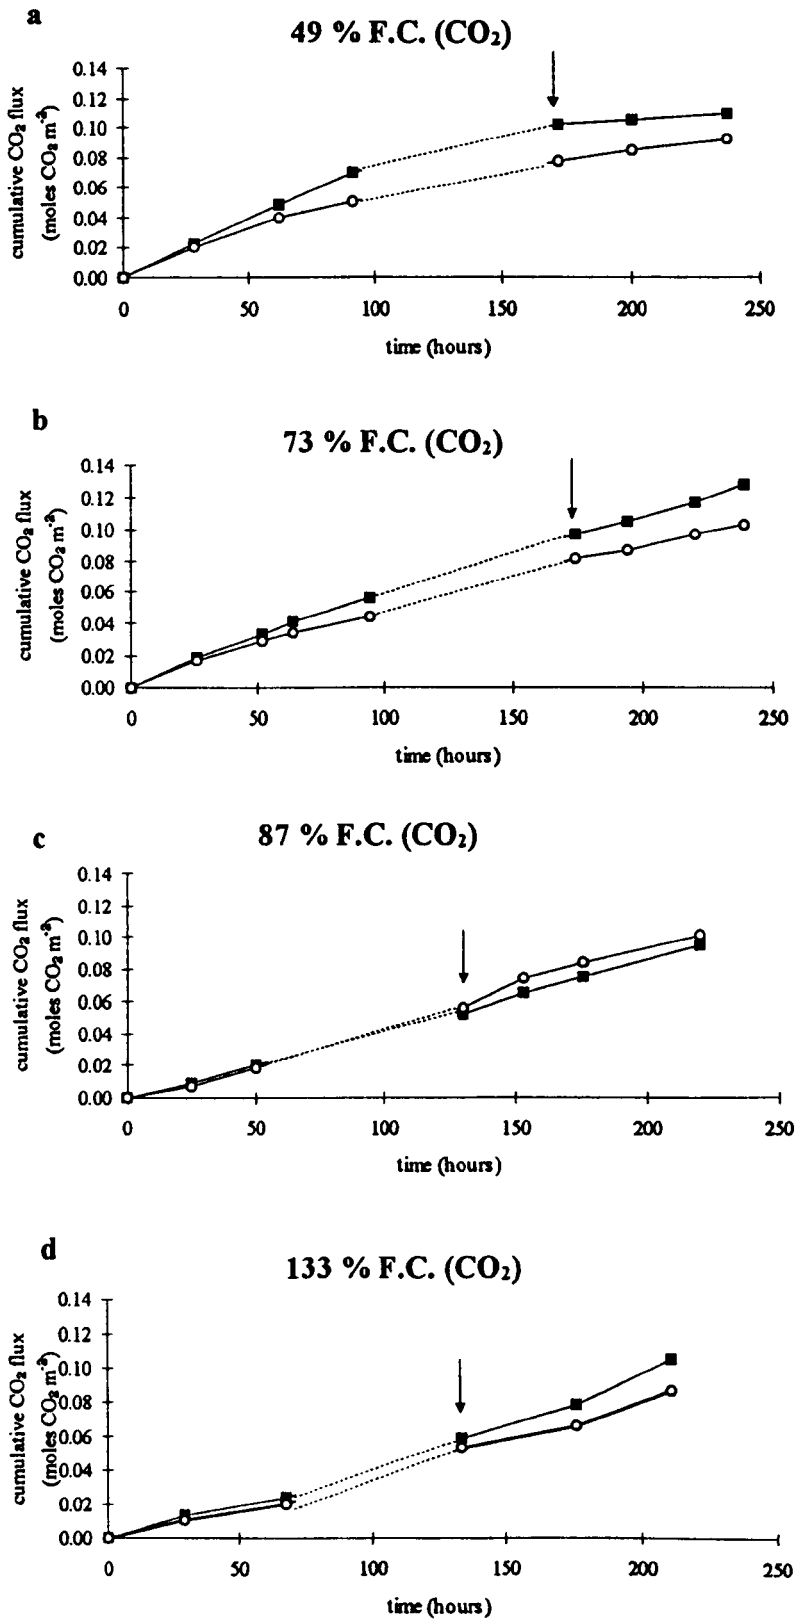 a
49 % F.C. (CO₂)
cumulative CO₂ flux
(moles CO₂ m⁻²)
0.14
0.12
0.10
0.08
0.06
0.04
0.02
0.00
0 50 100 150 200 250
time (hours)
b
73 % F.C. (CO₂)
cumulative CO₂ flux
(moles CO₂ m⁻²)
0.14
0.12
0.10
0.08
0.06
0.04
0.02
0.00
0 50 100 150 200 250
time (hours)
c
87 % F.C. (CO₂)
cumulative CO₂ flux
(moles CO₂ m⁻²)
0.14
0.12
0.10
0.08
0.06
0.04
0.02
0.00
0 50 100 150 200 250
time (hours)
d
133 % F.C. (CO₂)
cumulative CO₂ flux
(moles CO₂ m⁻²)
0.14
0.12
0.10
0.08
0.06
0.04
0.02
0.00
0 50 100 150 200 250
time (hours)